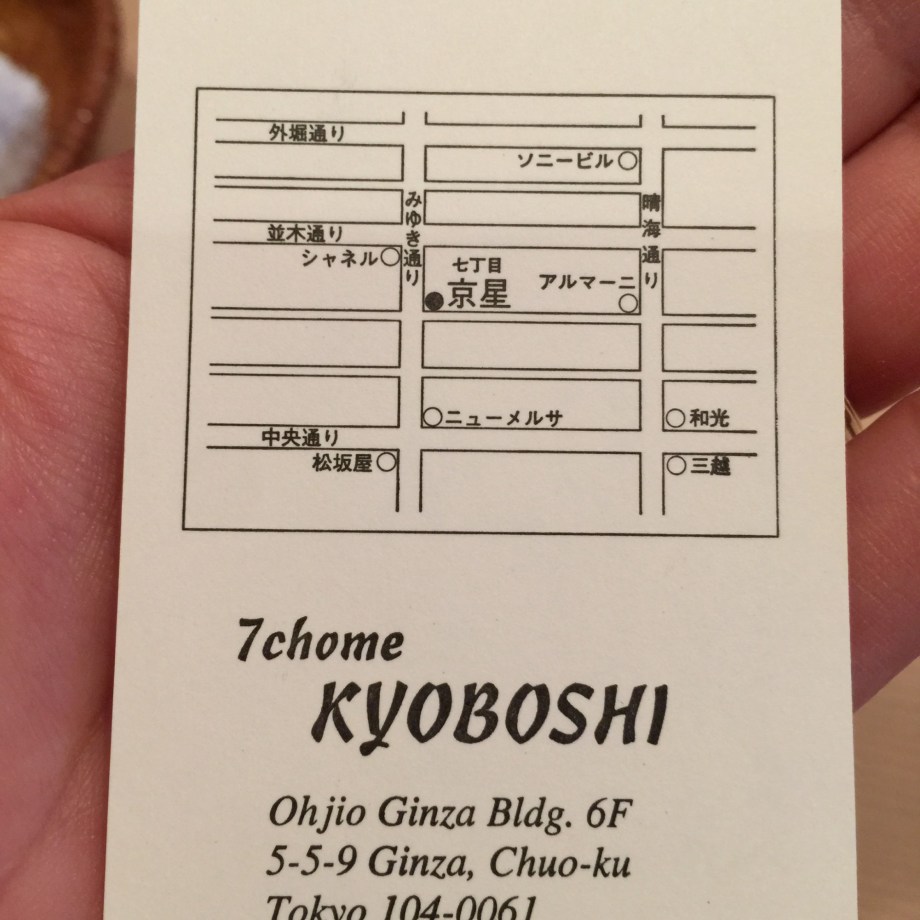 外堀通り
ソニービル
みゆき通り
晴海通り
並木通り
シャネル
七丁目
京星
アルマーニ
ニューメルサ
和光
中央通り
松坂屋
三越
7chome
KYOBOSHI
Ohjio Ginza Bldg. 6F
5-5-9 Ginza, Chuo-ku
Tokyo 104-0061